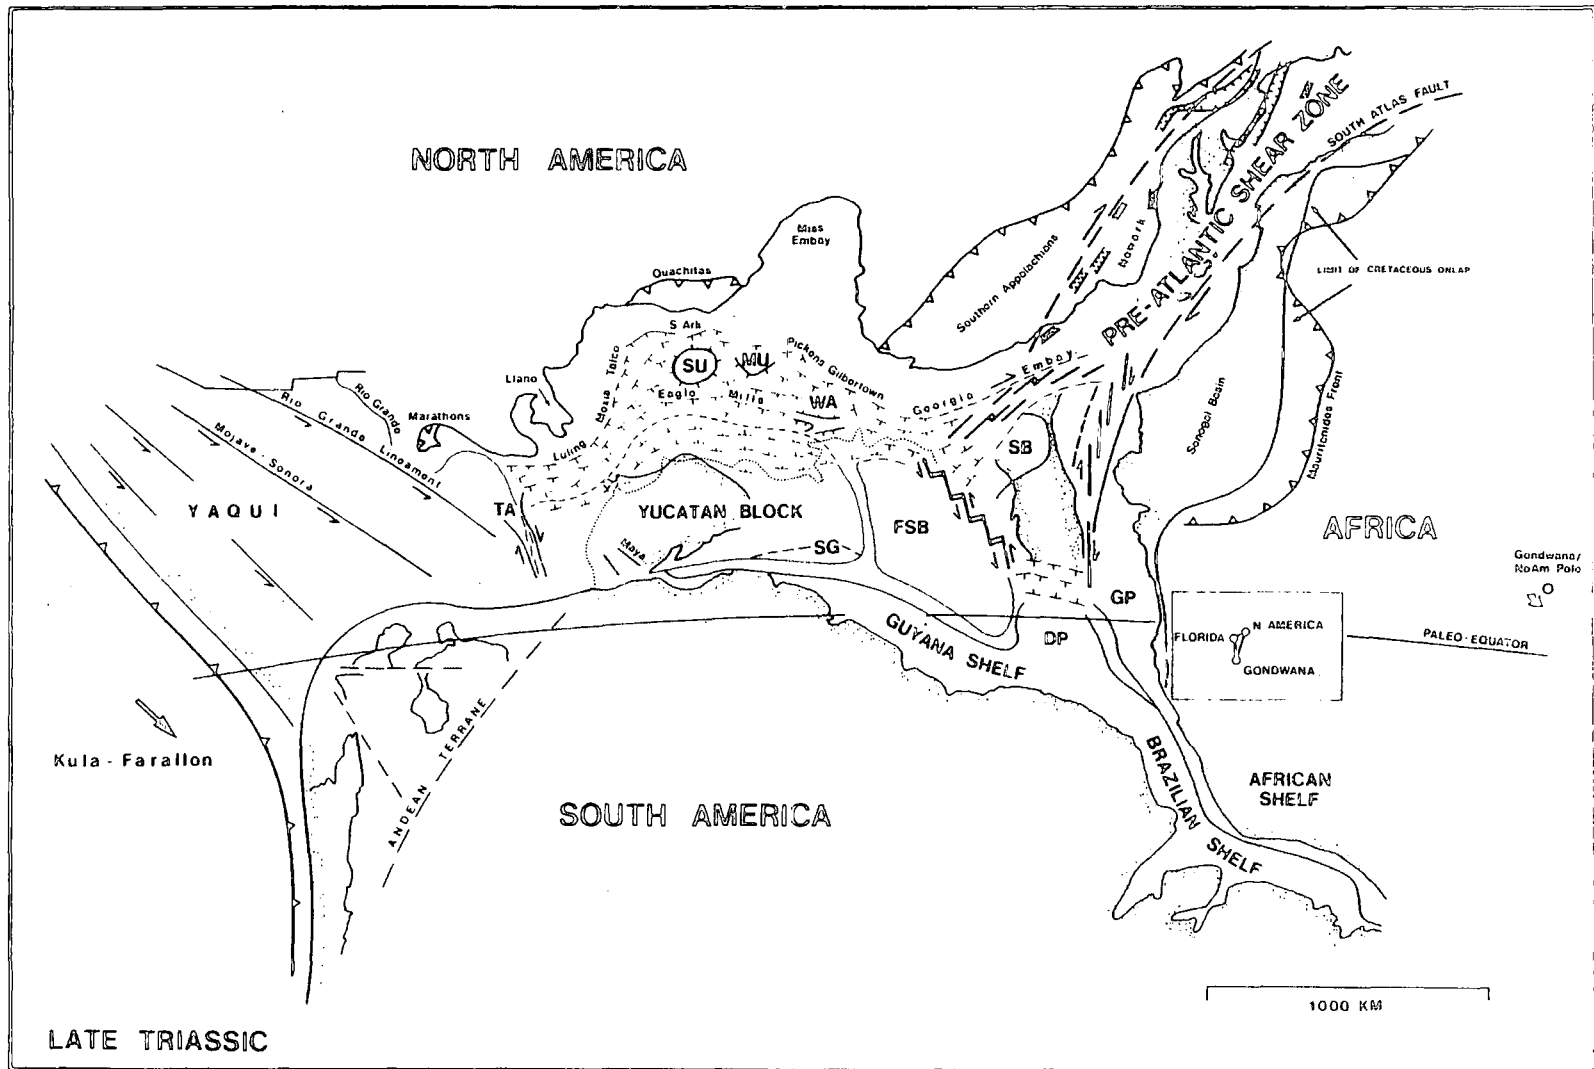 NORTH AMERICA
PRE-ATLANTIC SHEAR ZONE
SOUTH ATLAS FAULT
LIMIT OF CRETACEOUS ONLAP
Miss
Embay
Ouachitas
Southern Appalachians
Newark
S Ark
SU
MU
Pickens Gilbertown
Mexia Talco
Eagle Mills
WA
Georgia Embay.
Llano
Luling
Marathons
Rio Grande
Rio Grande Lineament
Mojave-Sonora
YAQUI
TA
YUCATAN BLOCK
Maya
SG
FSB
SB
Senegal Basin
Mauritenides Front
AFRICA
Gondwana/
NoAm Pole
GP
DP
GUYANA SHELF
FLORIDA
N AMERICA
GONDWANA
PALEO-EQUATOR
Kula - Farallon
ANDEAN TERRANE
SOUTH AMERICA
BRAZILIAN SHELF
AFRICAN
SHELF
1000 KM
LATE TRIASSIC